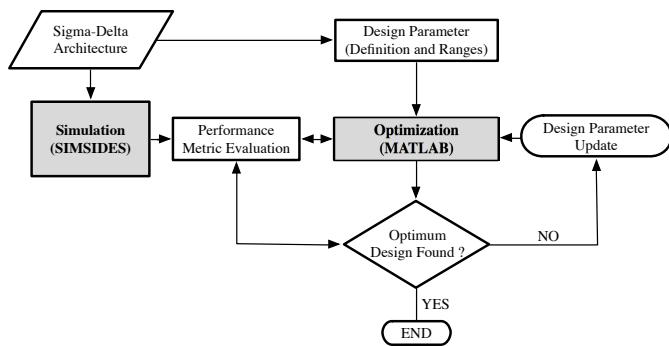 Sigma-Delta
Architecture
Design Parameter
(Definition and Ranges)
Simulation
(SIMSIDES)
Performance
Metric Evaluation
Optimization
(MATLAB)
Design Parameter
Update
Optimum
Design Found ?
NO
YES
END